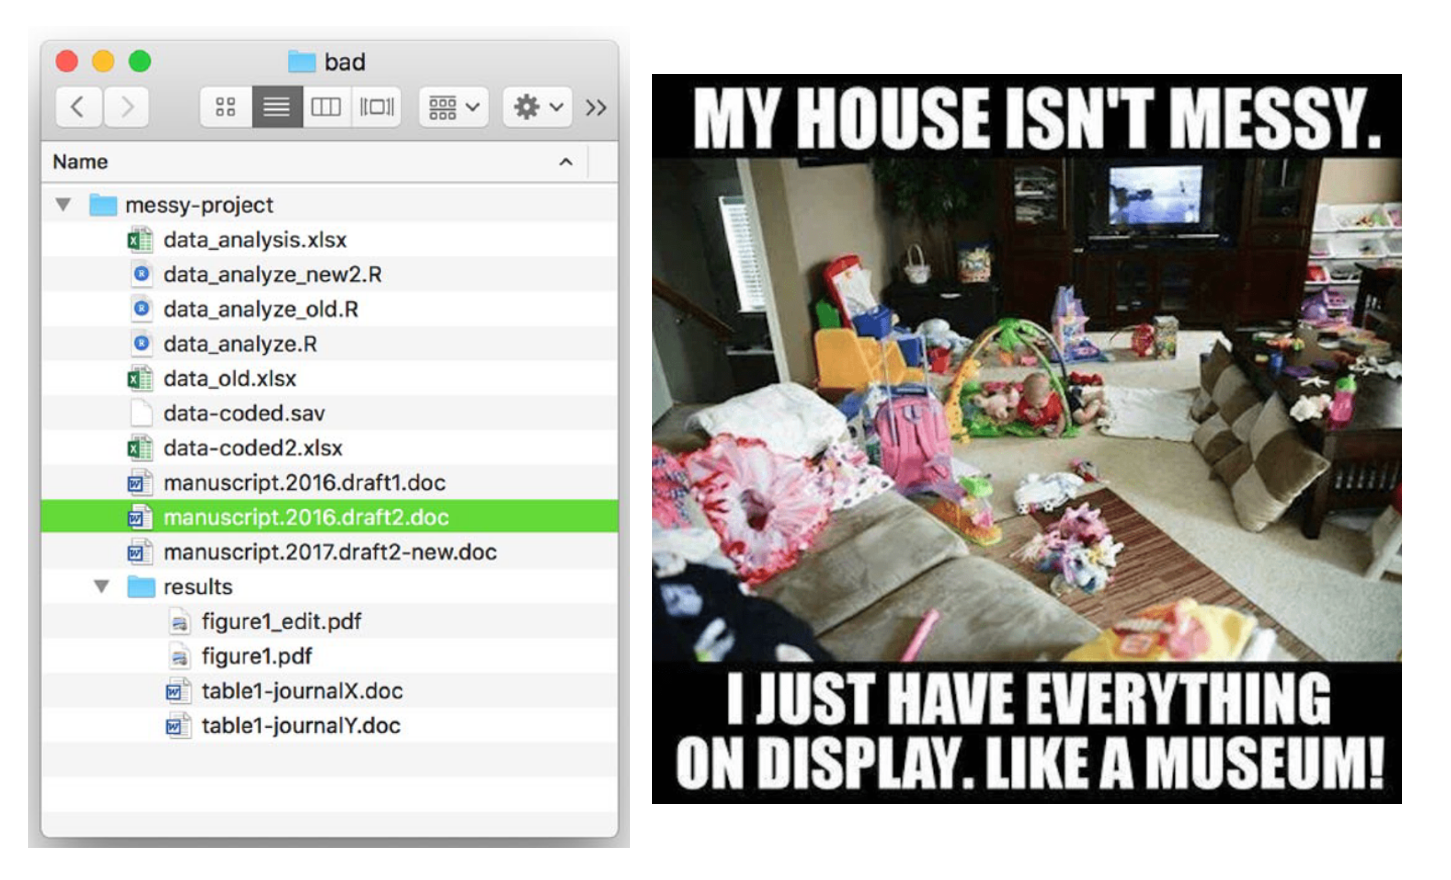 bad
Name
messy-project
data_analysis.xlsx
data_analyze_new2.R
data_analyze_old.R
data_analyze.R
data_old.xlsx
data-coded.sav
data-coded2.xlsx
manuscript.2016.draft1.doc
manuscript.2016.draft2.doc
manuscript.2017.draft2-new.doc
results
figure1_edit.pdf
figure1.pdf
table1-journalX.doc
table1-journalY.doc
MY HOUSE ISN'T MESSY.
I JUST HAVE EVERYTHING
ON DISPLAY. LIKE A MUSEUM!